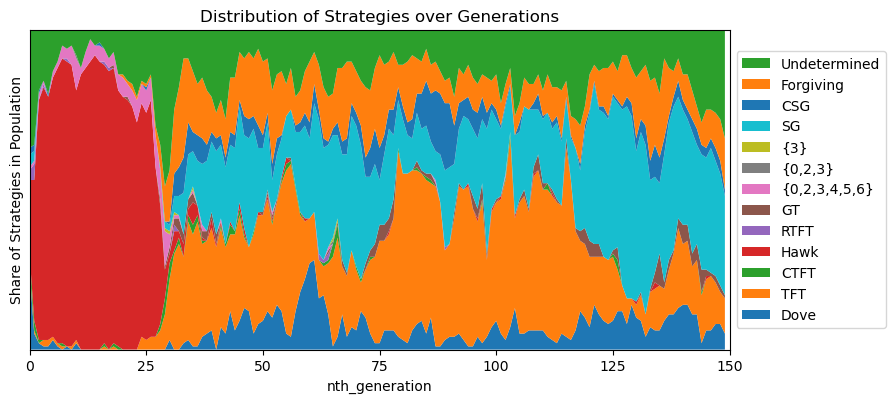 Distribution of Strategies over Generations
Share of Strategies in Population
0 25 50 75 100 125 150
nth_generation
Undetermined
Forgiving
CSG
SG
{3}
{0,2,3}
{0,2,3,4,5,6}
GT
RTFT
Hawk
CTFT
TFT
Dove